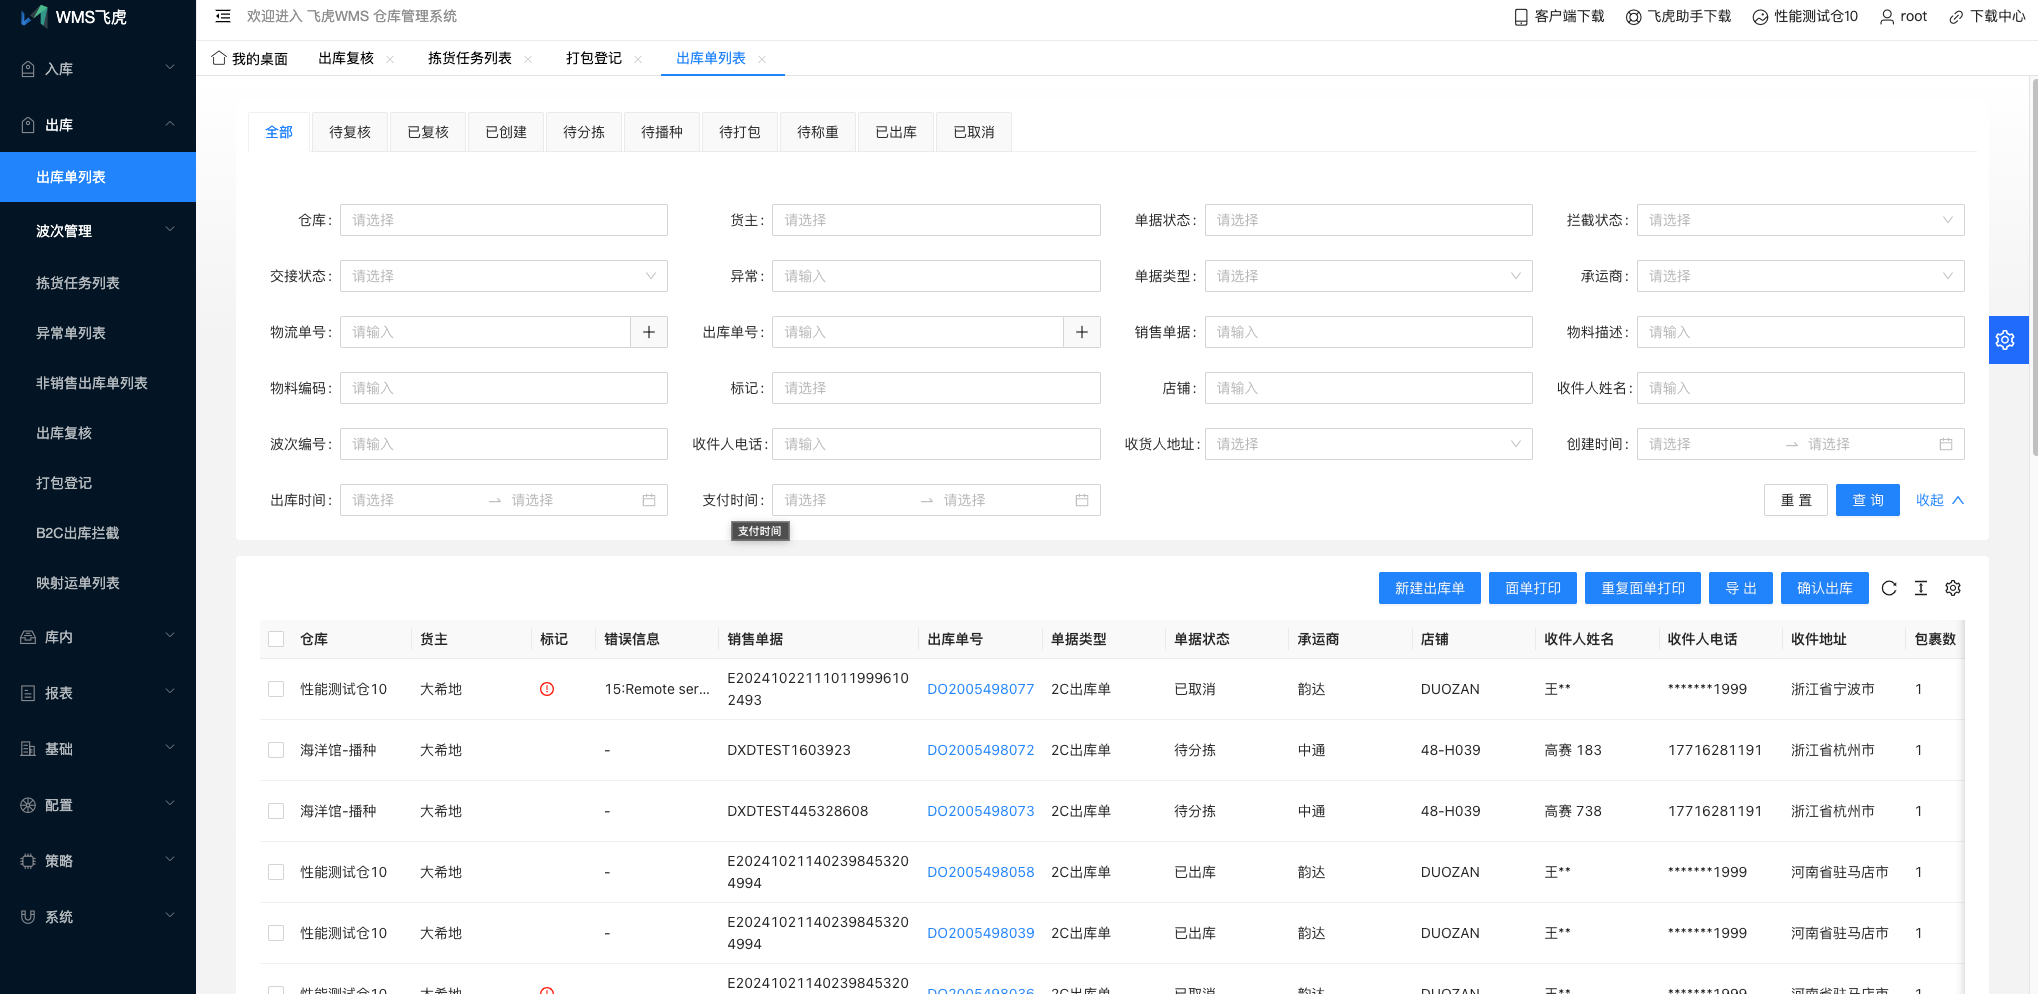 WMS飞虎
欢迎进入 飞虎WMS 仓库管理系统
客户端下载 飞虎助手下载 性能测试仓10 root 下载中心
我的桌面 出库复核 拣货任务列表 打包登记 出库单列表
入库
出库
出库单列表
波次管理
拣货任务列表
异常单列表
非销售出库单列表
出库复核
打包登记
B2C出库拦截
映射运单列表
库内
报表
基础
配置
策略
系统
全部 待复核 已复核 已创建 待分拣 待播种 待打包 待称重 已出库 已取消
仓库: 请选择 货主: 请选择 单据状态: 请选择 拦截状态: 请选择
交接状态: 请选择 异常: 请输入 单据类型: 请选择 承运商: 请选择
物流单号: 请输入 出库单号: 请输入 销售单据: 请输入 物料描述: 请输入
物料编码: 请输入 标记: 请选择 店铺: 请输入 收件人姓名: 请输入
波次编号: 请输入 收件人电话: 请输入 收货人地址: 请选择 创建时间: 请选择 请选择
出库时间: 请选择 请选择 支付时间: 请选择 请选择 重 置 查 询 收起
支付时间
新建出库单 面单打印 重复面单打印 导 出 确认出库
仓库 货主 标记 错误信息 销售单据 出库单号 单据类型 单据状态 承运商 店铺 收件人姓名 收件人电话 收件地址 包裹数
性能测试仓10 大希地 15:Remote ser... E20241022111011999610 2493 DO2005498077 2C出库单 已取消 韵达 DUOZAN 王** *******1999 浙江省宁波市 1
海洋馆-播种 大希地 - DXDTEST1603923 DO2005498072 2C出库单 待分拣 中通 48-H039 高赛 183 17716281191 浙江省杭州市 1
海洋馆-播种 大希地 - DXDTEST445328608 DO2005498073 2C出库单 待分拣 中通 48-H039 高赛 738 17716281191 浙江省杭州市 1
性能测试仓10 大希地 - E20241021140239845320 4994 DO2005498058 2C出库单 已出库 韵达 DUOZAN 王** *******1999 河南省驻马店市 1
性能测试仓10 大希地 - E20241021140239845320 4994 DO2005498039 2C出库单 已出库 韵达 DUOZAN 王** *******1999 河南省驻马店市 1
性能测试仓10 大希地 E20241021140239845320 DO2005498036 2C出库单 已取消 韵达 DUOZAN 王** *******1999 河南省驻马店市 1